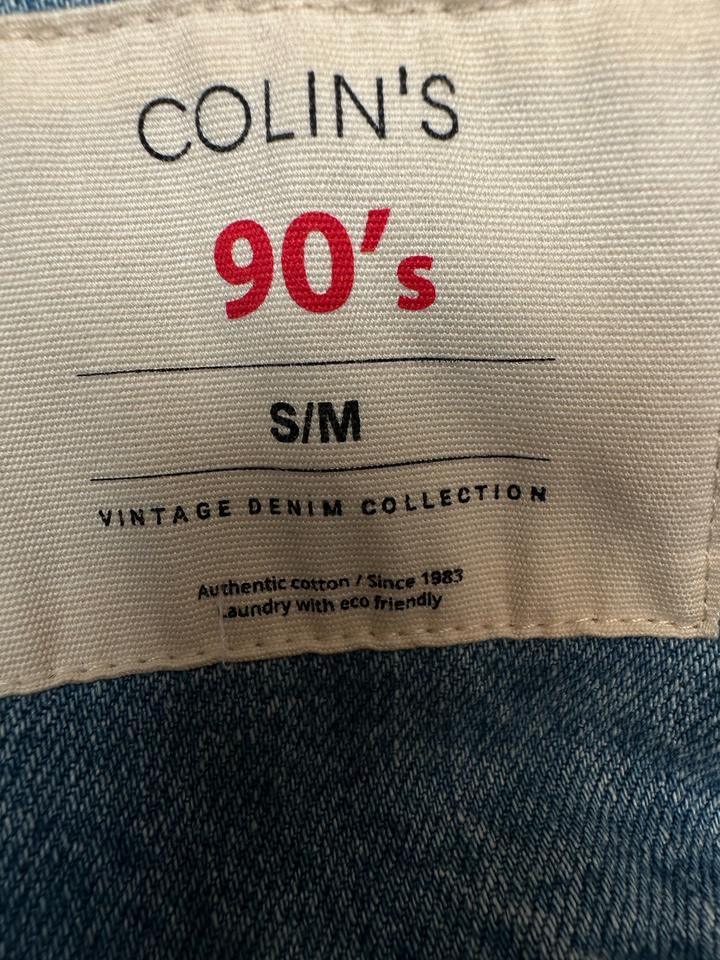 COLIN'S
90's
S/M
VINTAGE DENIM COLLECTION
Authentic cotton / Since 1983
Laundry with eco friendly